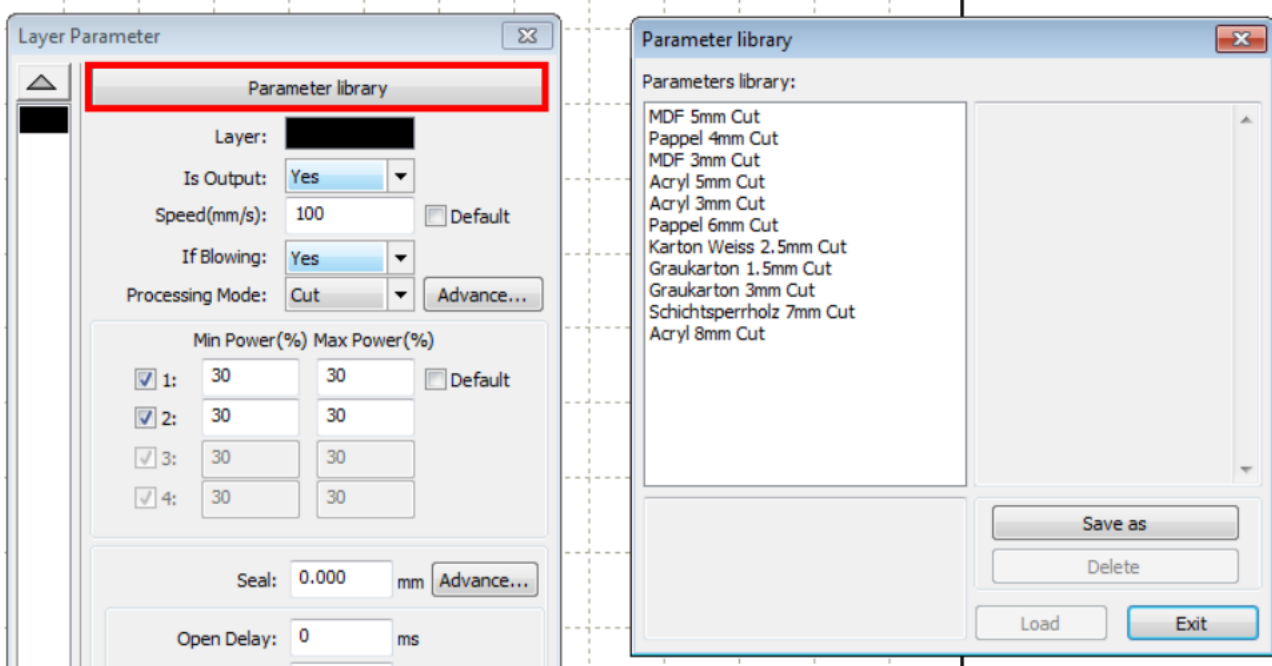 Layer Parameter
Parameter library
Layer:
Is Output: Yes
Speed(mm/s): 100 Default
If Blowing: Yes
Processing Mode: Cut Advance...
Min Power(%) Max Power(%)
1: 30 30 Default
2: 30 30
3: 30 30
4: 30 30
Seal: 0.000 mm Advance...
Open Delay: 0 ms
Parameter library
Parameters library:
MDF 5mm Cut
Pappel 4mm Cut
MDF 3mm Cut
Acryl 5mm Cut
Acryl 3mm Cut
Pappel 6mm Cut
Karton Weiss 2.5mm Cut
Graukarton 1.5mm Cut
Graukarton 3mm Cut
Schichtsperrholz 7mm Cut
Acryl 8mm Cut
Save as
Delete
Load Exit